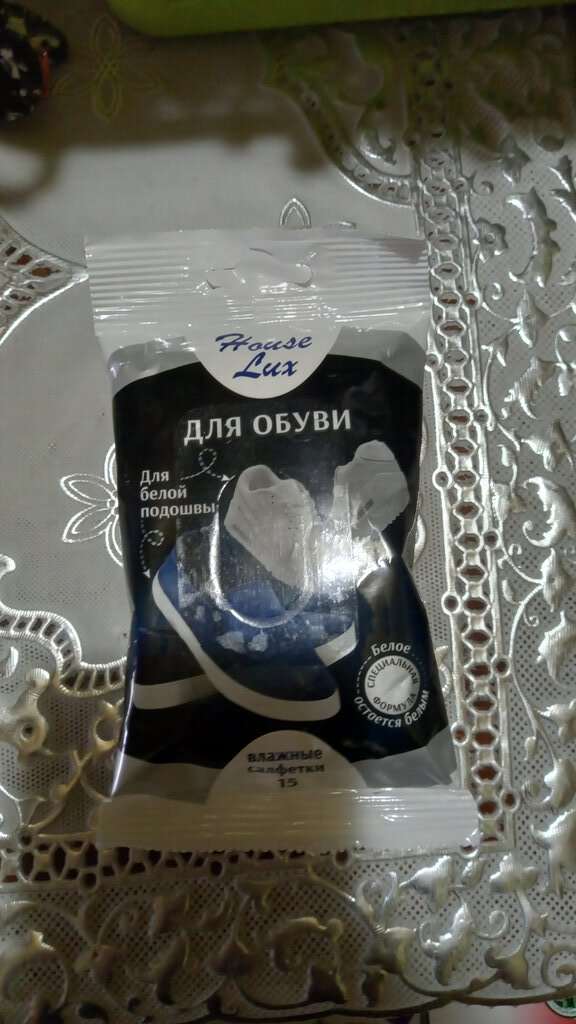 House
Lux
ДЛЯ ОБУВИ
Для
белой
подошвы
Белое
СПЕЦИАЛЬНАЯ
ФОРМУЛА
остается белым
влажные
салфетки
15